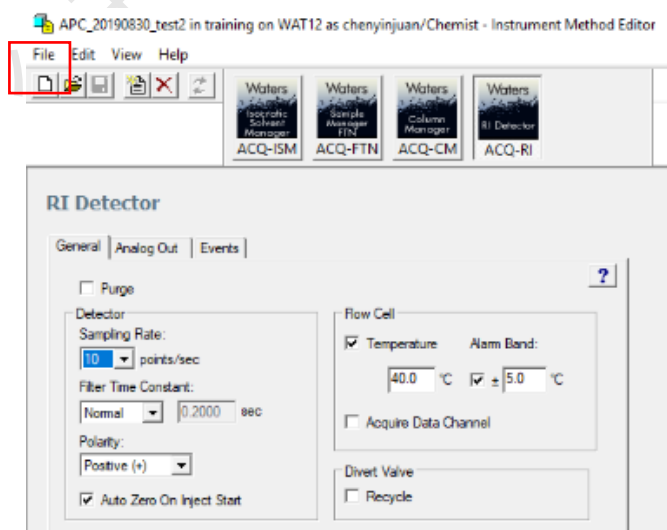 APC_20190830_test2 in training on WAT12 as chenyinjuan/Chemist - Instrument Method Editor
File Edit View Help
Waters Waters Waters Waters
Isocratic Solvent Manager Sample Manager FTN Column Manager RI Detector
ACQ-ISM ACQ-FTN ACQ-CM ACQ-RI
RI Detector
General Analog Out Events
?
Purge
Detector
Sampling Rate:
10 points/sec
Filter Time Constant:
Normal 0.2000 sec
Polarity:
Positive (+)
Auto Zero On Inject Start
Flow Cell
Temperature Alarm Band:
40.0 °C ± 5.0 °C
Acquire Data Channel
Divert Valve
Recycle